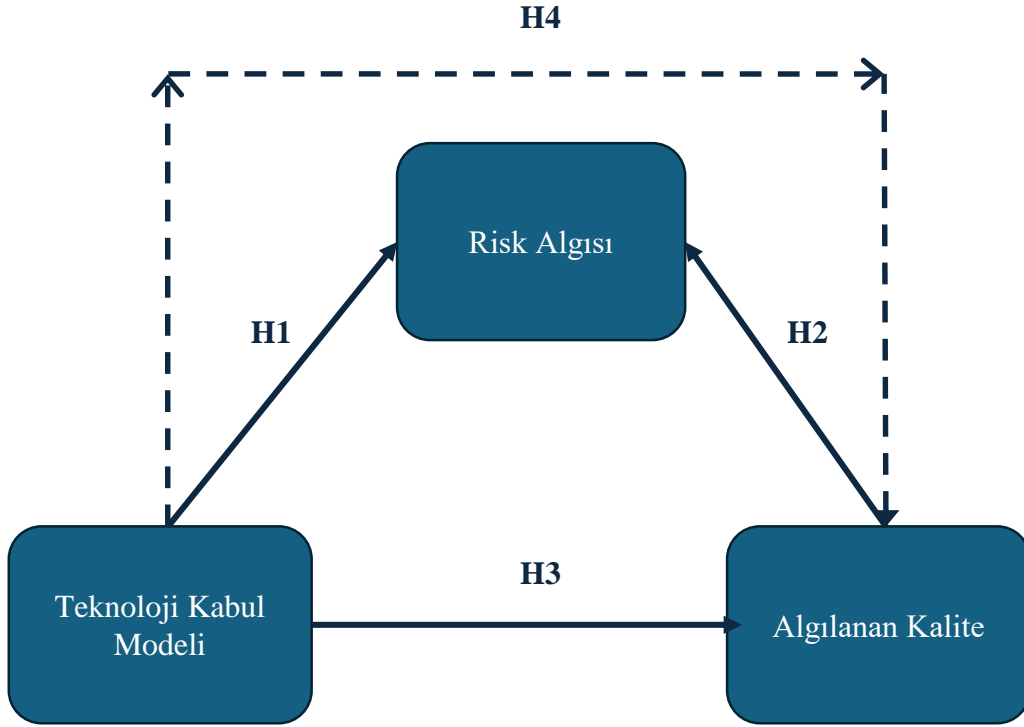 H4
Risk Algısı
H1
H2
H3
Teknoloji Kabul
Modeli
Algılanan Kalite